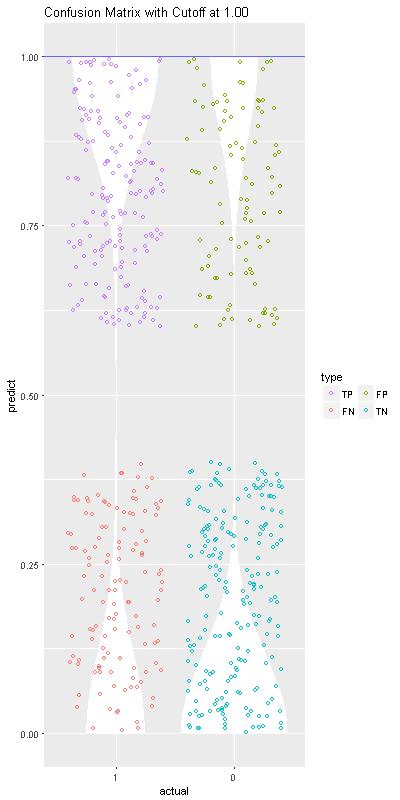 Confusion Matrix with Cutoff at 1.00
1.00
0.75
0.50
0.25
0.00
predict
1 0
actual
type
TP FP
FN TN